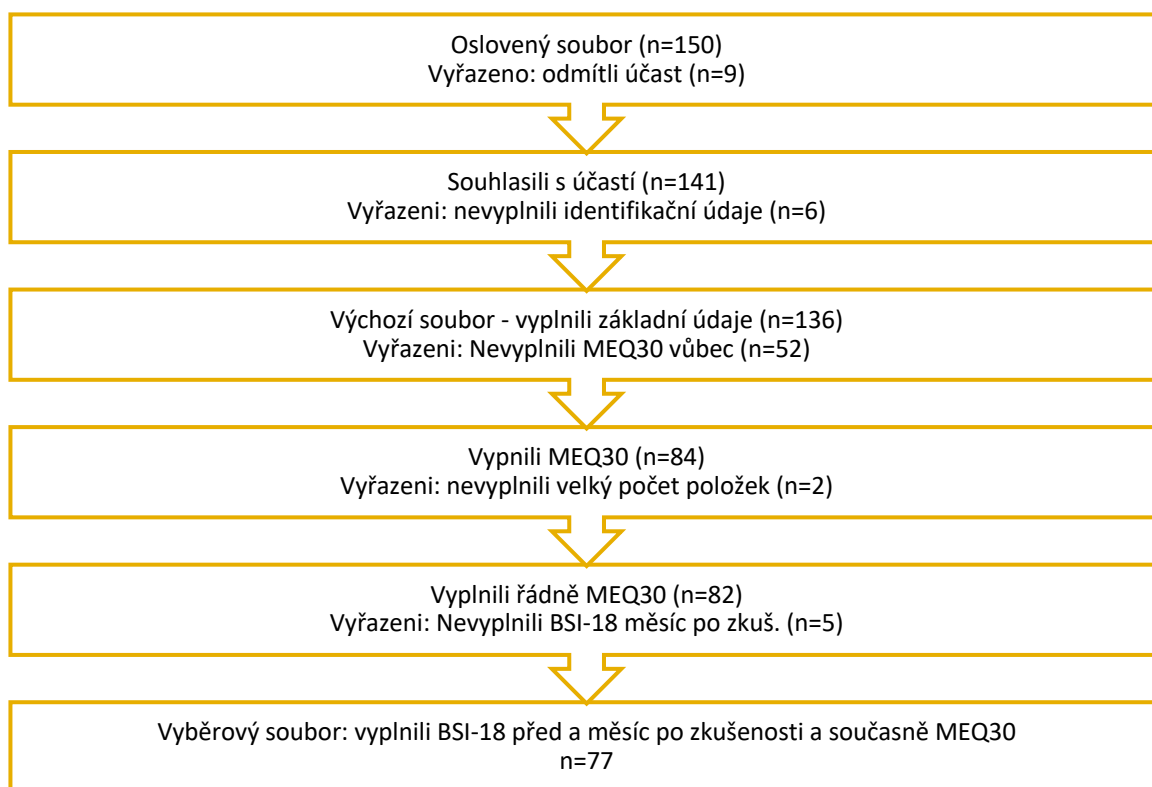 Oslovený soubor (n=150)
Vyřazeno: odmítli účast (n=9)
Souhlasili s účastí (n=141)
Vyřazeni: nevyplnili identifikační údaje (n=6)
Výchozí soubor - vyplnili základní údaje (n=136)
Vyřazeni: Nevyplnili MEQ30 vůbec (n=52)
Vypnili MEQ30 (n=84)
Vyřazeni: nevyplnili velký počet položek (n=2)
Vyplnili řádně MEQ30 (n=82)
Vyřazeni: Nevyplnili BSI-18 měsíc po zkuš. (n=5)
Vyběrový soubor: vyplnili BSI-18 před a měsíc po zkušenosti a současně MEQ30
n=77